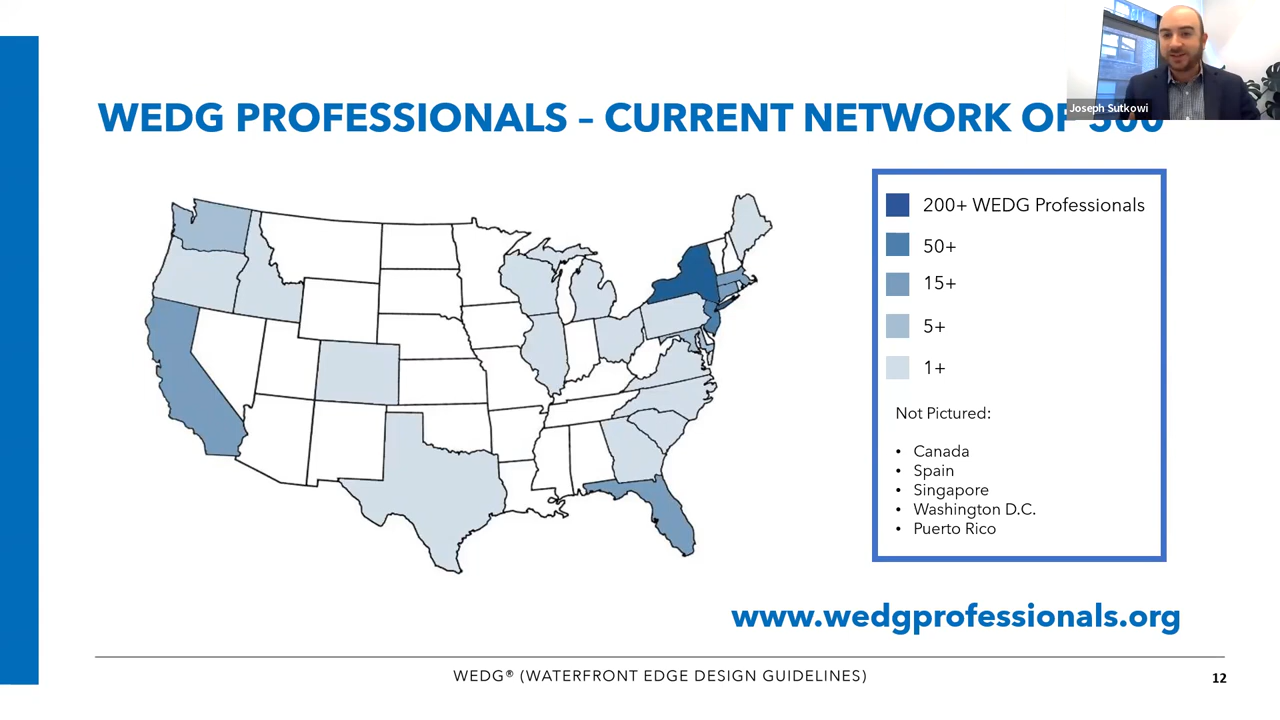 WEDG PROFESSIONALS – CURRENT NETWORK OF 500
Joseph Sutkowi
200+ WEDG Professionals
50+
15+
5+
1+
Not Pictured:
• Canada
• Spain
• Singapore
• Washington D.C.
• Puerto Rico
www.wedgprofessionals.org
WEDG® (WATERFRONT EDGE DESIGN GUIDELINES)
12